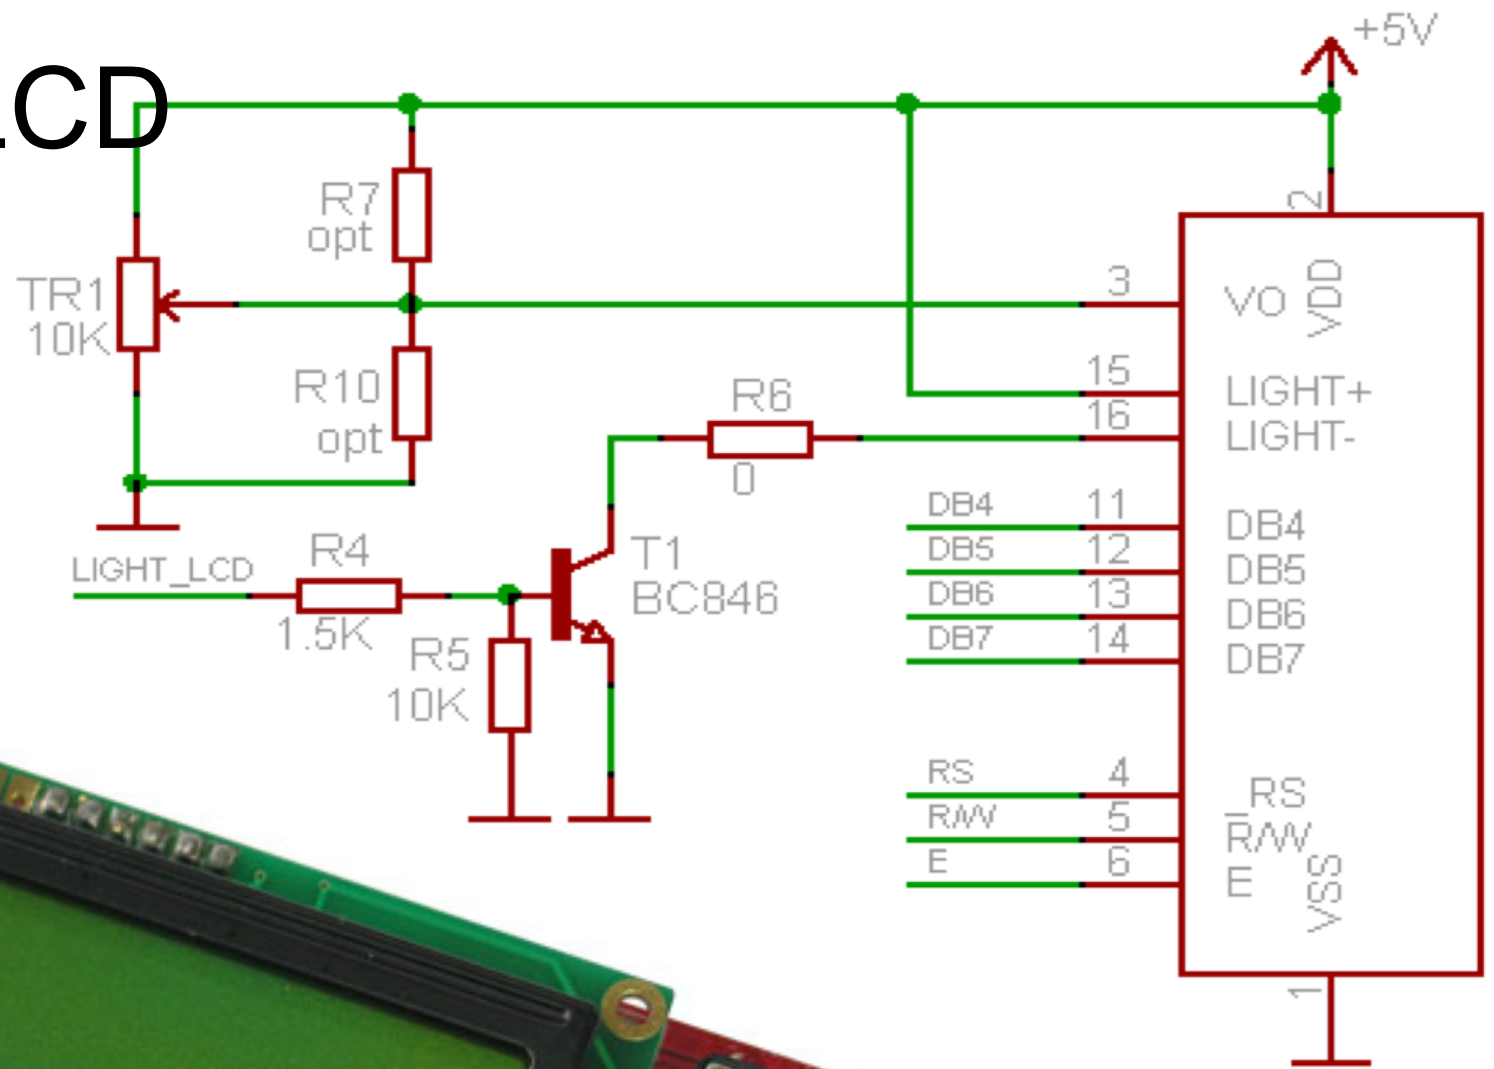 LCD
+5V
R7
opt
TR1
10K
R10
opt
R6
0
LIGHT_LCD
R4
1.5K
R5
10K
T1
BC846
2
VDD
3
VO
15
LIGHT+
16
LIGHT-
DB4
11
DB4
DB5
12
DB5
DB6
13
DB6
DB7
14
DB7
RS
4
RS
R/W
5
R/W
E
6
E
VSS
1